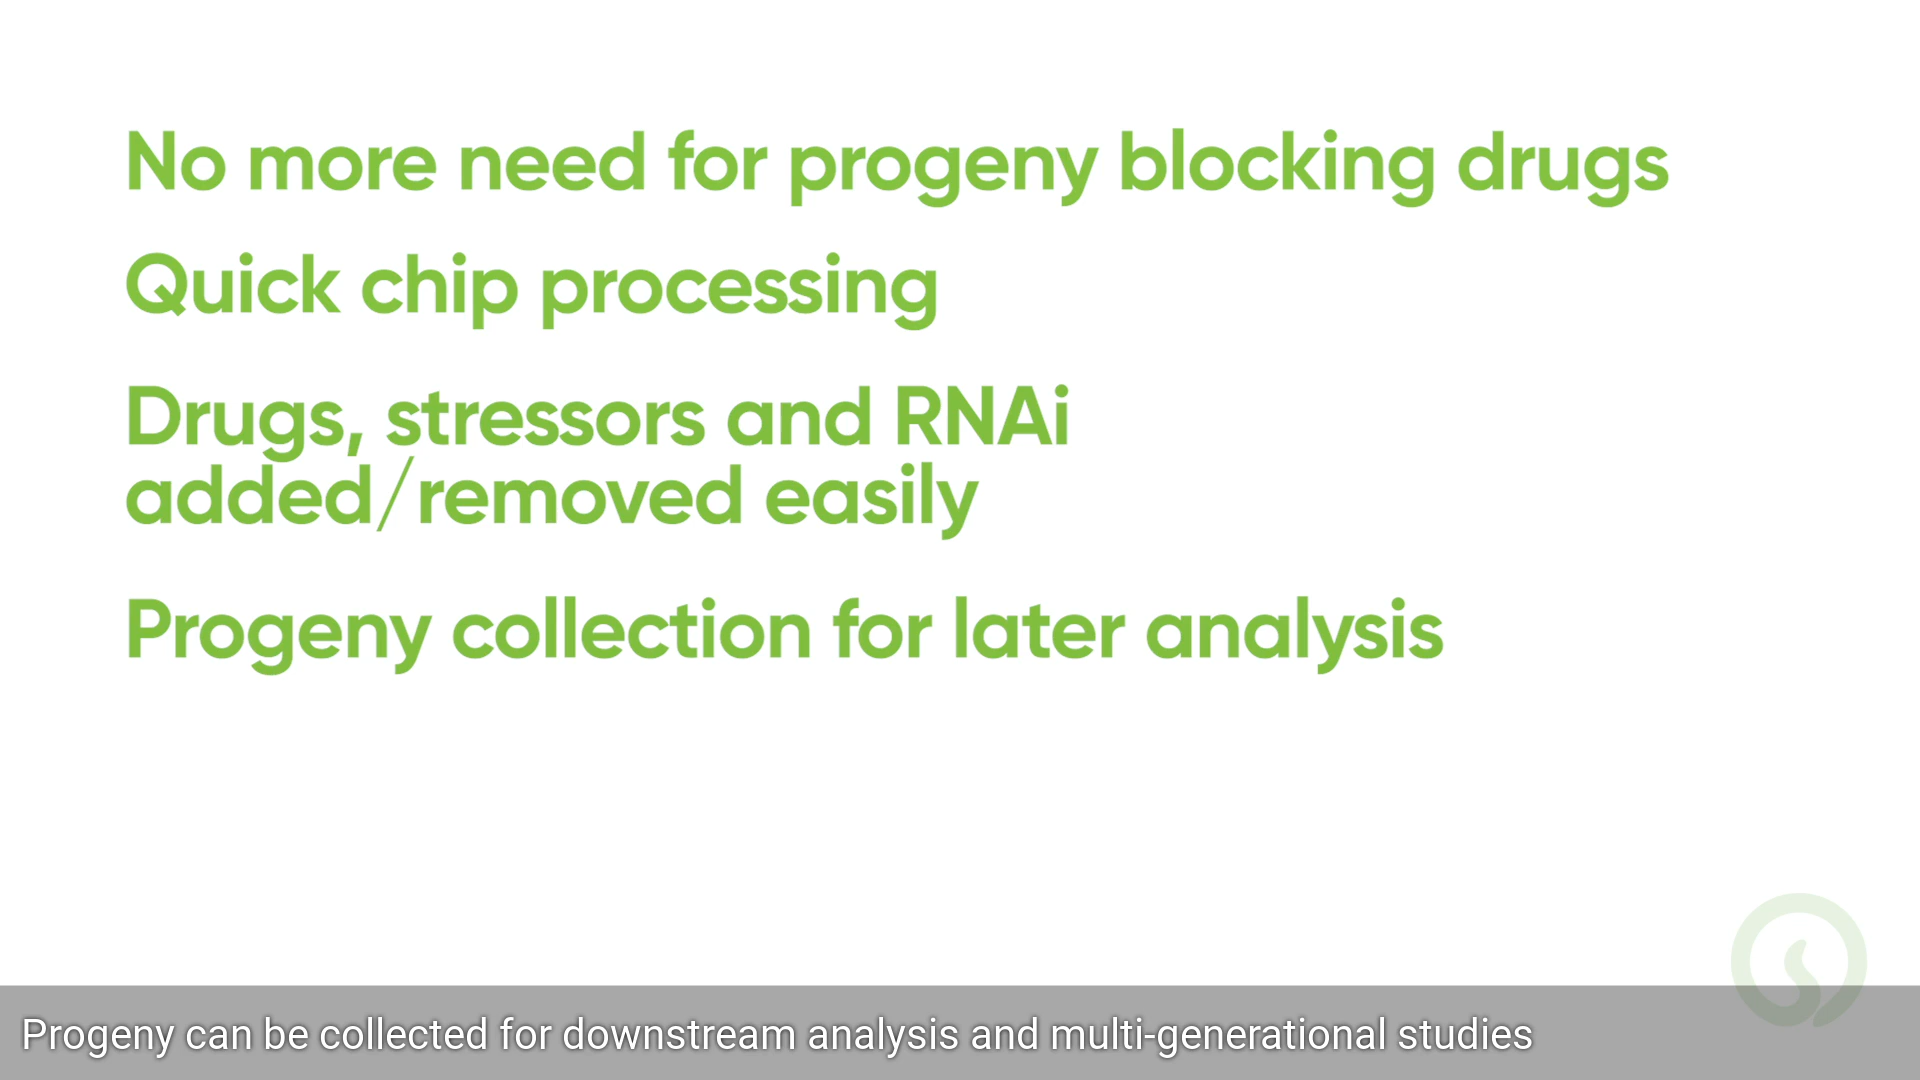 No more need for progeny blocking drugs
Quick chip processing
Drugs, stressors and RNAi
added/removed easily
Progeny collection for later analysis
Progeny can be collected for downstream analysis and multi-generational studies